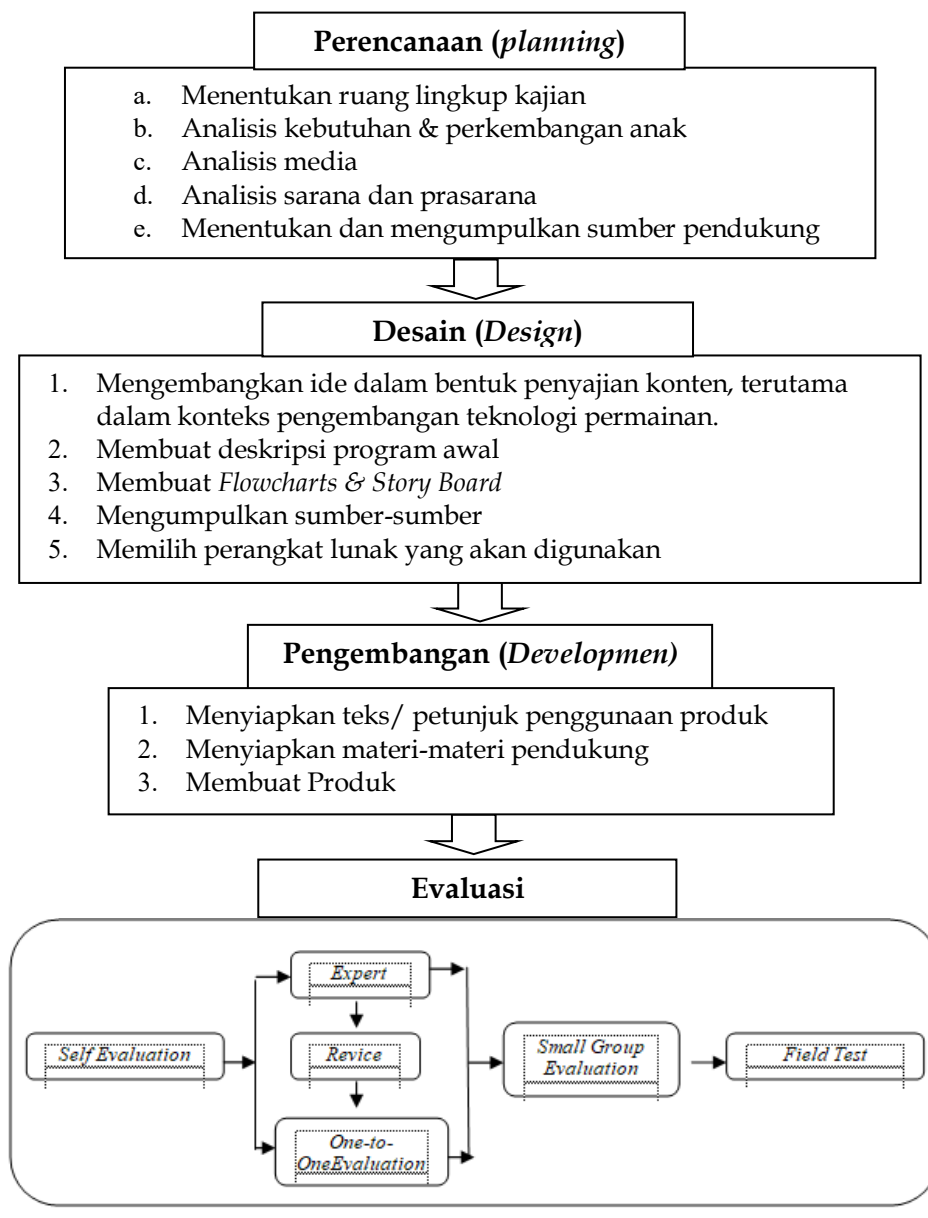 Perencanaan (planning)
a. Menentukan ruang lingkup kajian
b. Analisis kebutuhan & perkembangan anak
c. Analisis media
d. Analisis sarana dan prasarana
e. Menentukan dan mengumpulkan sumber pendukung
Desain (Design)
1. Mengembangkan ide dalam bentuk penyajian konten, terutama
dalam konteks pengembangan teknologi permainan.
2. Membuat deskripsi program awal
3. Membuat Flowcharts & Story Board
4. Mengumpulkan sumber-sumber
5. Memilih perangkat lunak yang akan digunakan
Pengembangan (Developmen)
1. Menyiapkan teks/ petunjuk penggunaan produk
2. Menyiapkan materi-materi pendukung
3. Membuat Produk
Evaluasi
Self Evaluation
Expert
Revice
One-to-
OneEvaluation
Small Group
Evaluation
Field Test